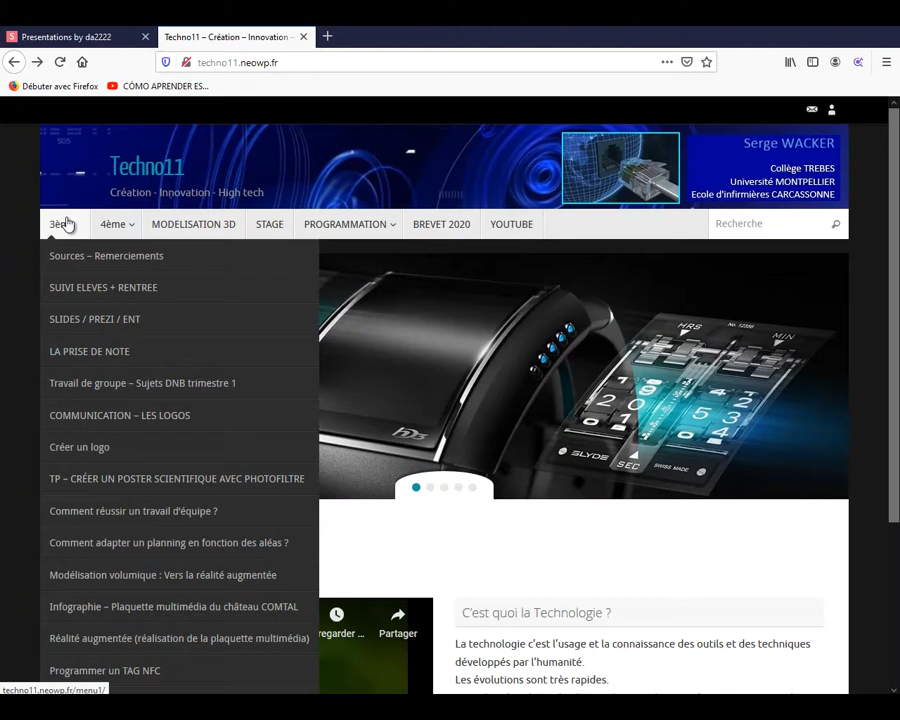 Presentations by da2222
Techno11 – Création – Innovation –
techno11.neowp.fr
Débuter avec Firefox
CÓMO APRENDER ES...
Techno11
Création - Innovation - High tech
Serge WACKER
Collège TREBES
Université MONTPELLIER
Ecole d'infirmières CARCASSONNE
4ème
MODELISATION 3D
STAGE
PROGRAMMATION
BREVET 2020
YOUTUBE
Recherche
Sources – Remerciements
SUIVI ELEVES + RENTREE
SLIDES / PREZI / ENT
LA PRISE DE NOTE
Travail de groupe – Sujets DNB trimestre 1
COMMUNICATION – LES LOGOS
Créer un logo
TP – CRÉER UN POSTER SCIENTIFIQUE AVEC PHOTOFILTRE
Comment réussir un travail d'équipe ?
Comment adapter un planning en fonction des aléas ?
Modélisation volumique : Vers la réalité augmentée
Infographie – Plaquette multimédia du château COMTAL
Réalité augmentée (réalisation de la plaquette multimédia)
Programmer un TAG NFC
HRS
MIN
SLYDE
SEC
SWISS MADE
regarder ...
Partager
C'est quoi la Technologie ?
La technologie c'est l'usage et la connaissance des outils et des techniques
développés par l'humanité.
Les évolutions sont très rapides.
techno11.neowp.fr/menu1/